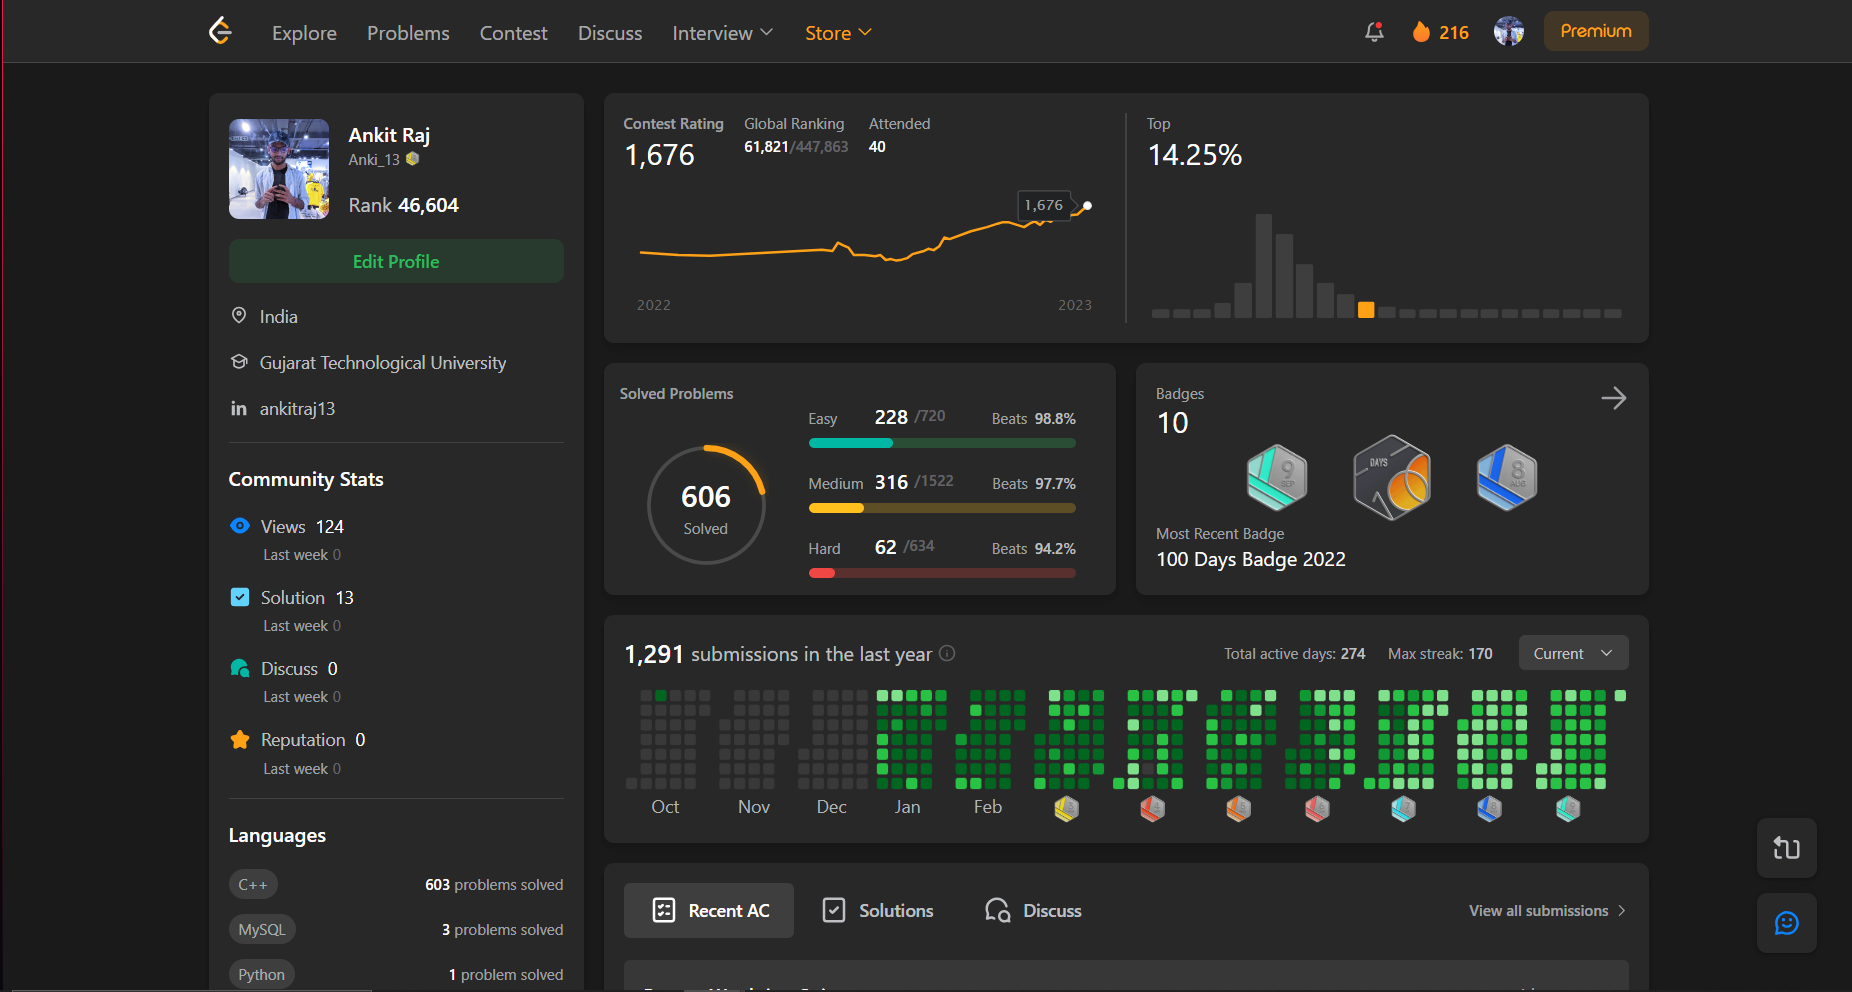 Explore
Problems
Contest
Discuss
Interview
Store
216
Premium
Ankit Raj
Anki_13
Rank 46,604
Edit Profile
India
Gujarat Technological University
ankitraj13
Community Stats
Views 124
Last week 0
Solution 13
Last week 0
Discuss 0
Last week 0
Reputation 0
Last week 0
Languages
C++
603 problems solved
MySQL
3 problems solved
Python
1 problem solved
Contest Rating
1,676
Global Ranking
61,821/447,863
Attended
40
1,676
2022
2023
Top
14.25%
Solved Problems
606
Solved
Easy 228 /720 Beats 98.8%
Medium 316 /1522 Beats 97.7%
Hard 62 /634 Beats 94.2%
Badges
10
9
SEP
DAYS
8
AUG
Most Recent Badge
100 Days Badge 2022
1,291 submissions in the last year
Total active days: 274
Max streak: 170
Current
Oct
Nov
Dec
Jan
Feb
Recent AC
Solutions
Discuss
View all submissions